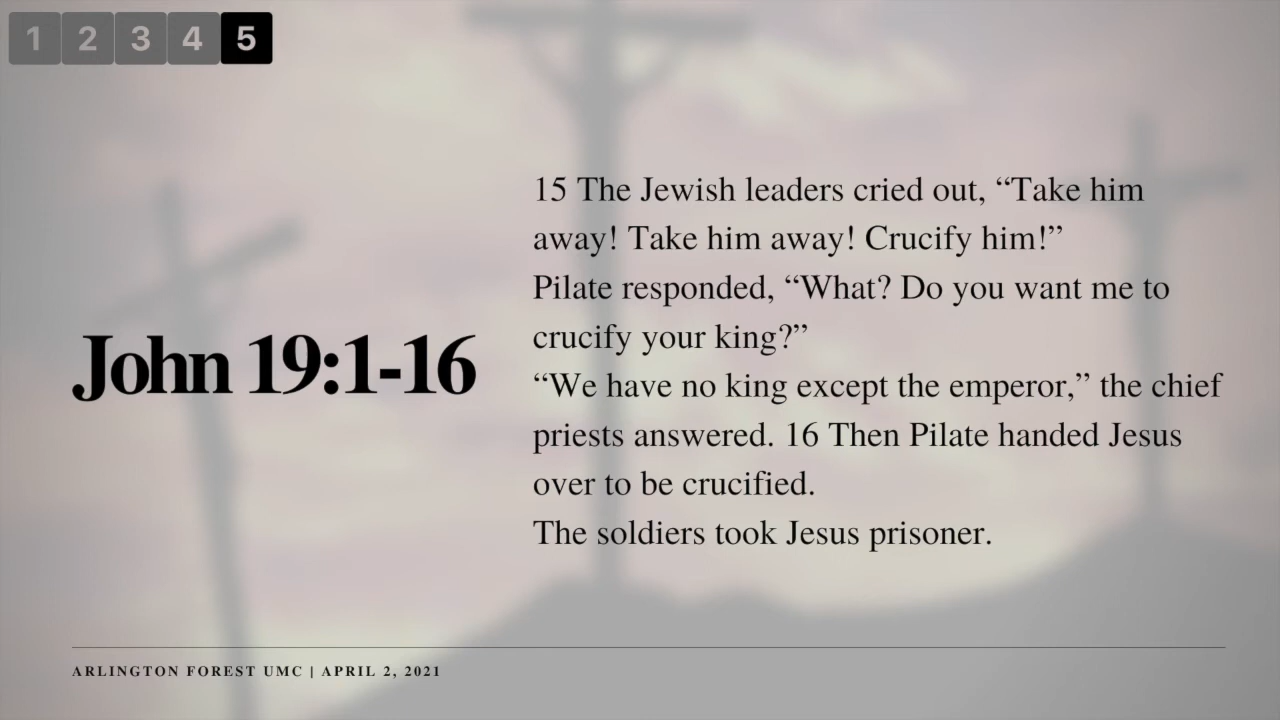 1 2 3 4 5
John 19:1-16
15 The Jewish leaders cried out, “Take him
away! Take him away! Crucify him!”
Pilate responded, “What? Do you want me to
crucify your king?”
“We have no king except the emperor,” the chief
priests answered. 16 Then Pilate handed Jesus
over to be crucified.
The soldiers took Jesus prisoner.
ARLINGTON FOREST UMC | APRIL 2, 2021